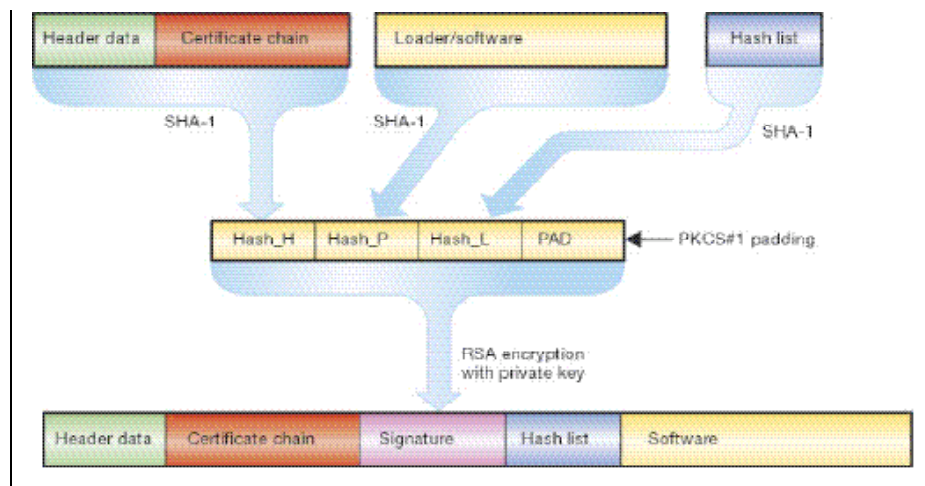 Header data
Certificate chain
Loader/software
Hash list
SHA-1
SHA-1
SHA-1
Hash_H
Hash_P
Hash_L
PAD
PKCS#1 padding
RSA encryption
with private key
Header data
Certificate chain
Signature
Hash list
Software